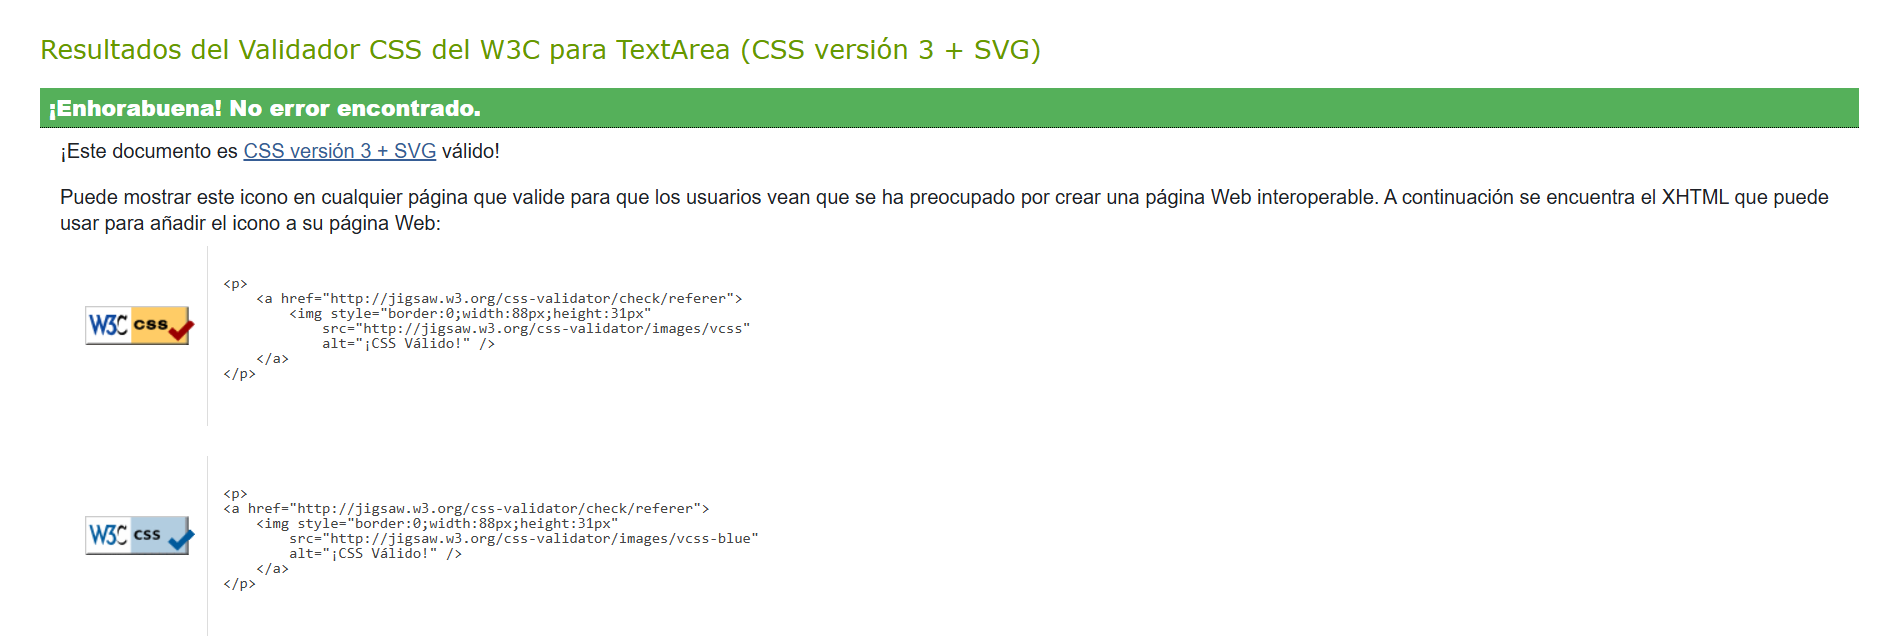 Resultados del Validador CSS del W3C para TextArea (CSS versión 3 + SVG)
¡Enhorabuena! No error encontrado.
¡Este documento es CSS versión 3 + SVG válido!
Puede mostrar este icono en cualquier página que valide para que los usuarios vean que se ha preocupado por crear una página Web interoperable. A continuación se encuentra el XHTML que puede
usar para añadir el icono a su página Web:
W3C css
<p>
    <a href="http://jigsaw.w3.org/css-validator/check/referer">
        <img style="border:0;width:88px;height:31px"
            src="http://jigsaw.w3.org/css-validator/images/vcss"
            alt="¡CSS Válido!" />
    </a>
</p>
W3C css
<p>
<a href="http://jigsaw.w3.org/css-validator/check/referer">
    <img style="border:0;width:88px;height:31px"
        src="http://jigsaw.w3.org/css-validator/images/vcss-blue"
        alt="¡CSS Válido!" />
    </a>
</p>